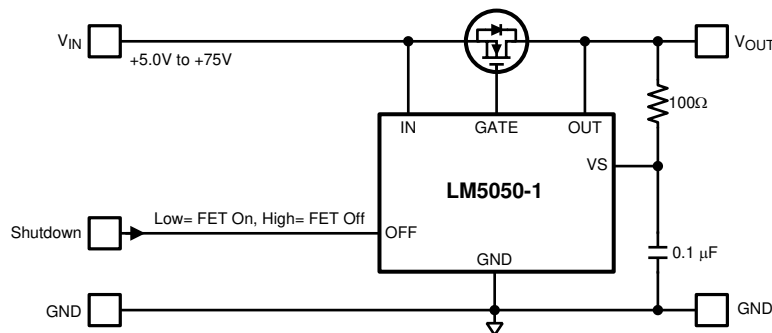 VIN
VOUT
+5.0V to +75V
100Ω
IN
GATE
OUT
VS
LM5050-1
Low= FET On, High= FET Off
Shutdown
OFF
GND
0.1 μF
GND
GND